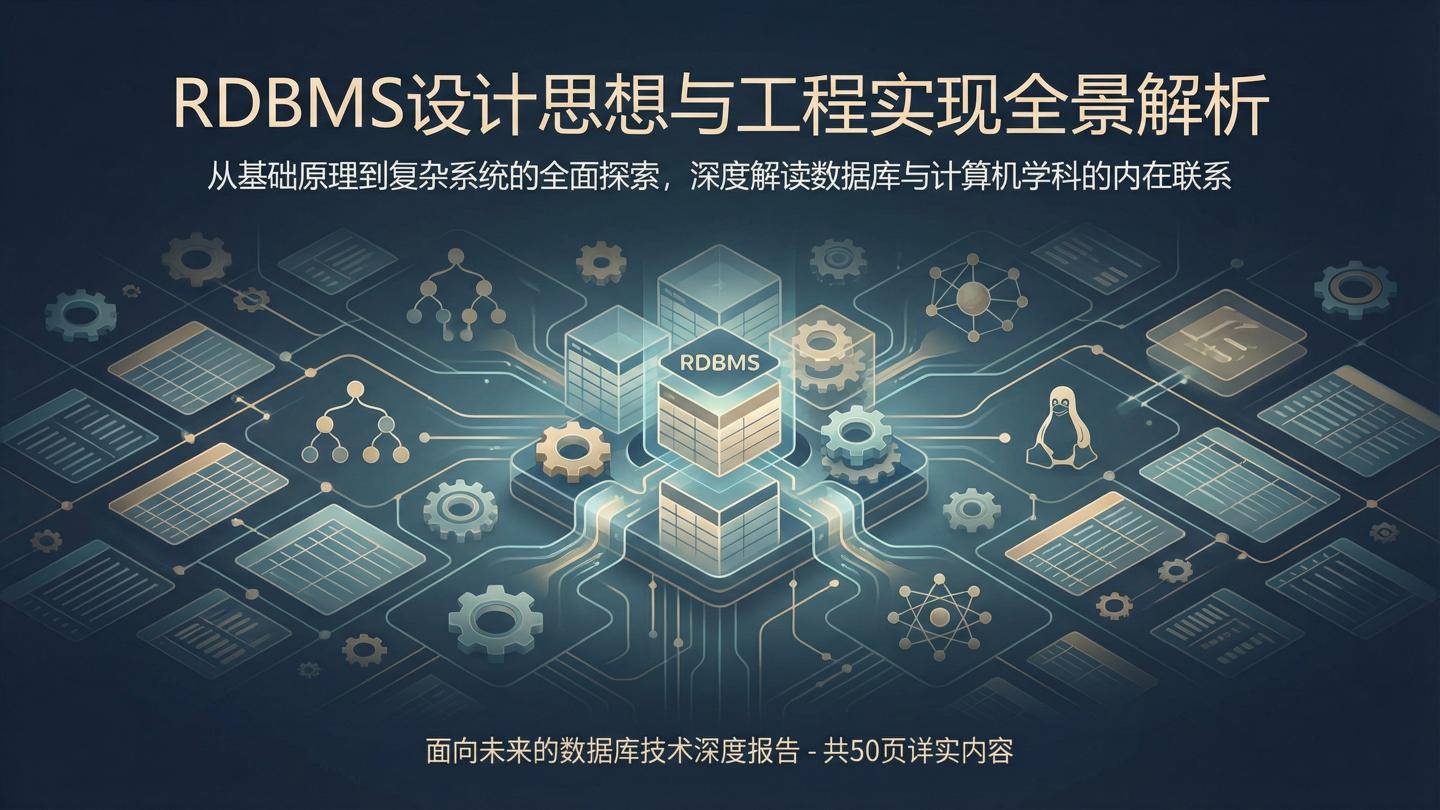 RDBMS设计思想与工程实现全景解析
从基础原理到复杂系统的全面探索，深度解读数据库与计算机学科的内在联系
RDBMS
面向未来的数据库技术深度报告 - 共50页详实内容